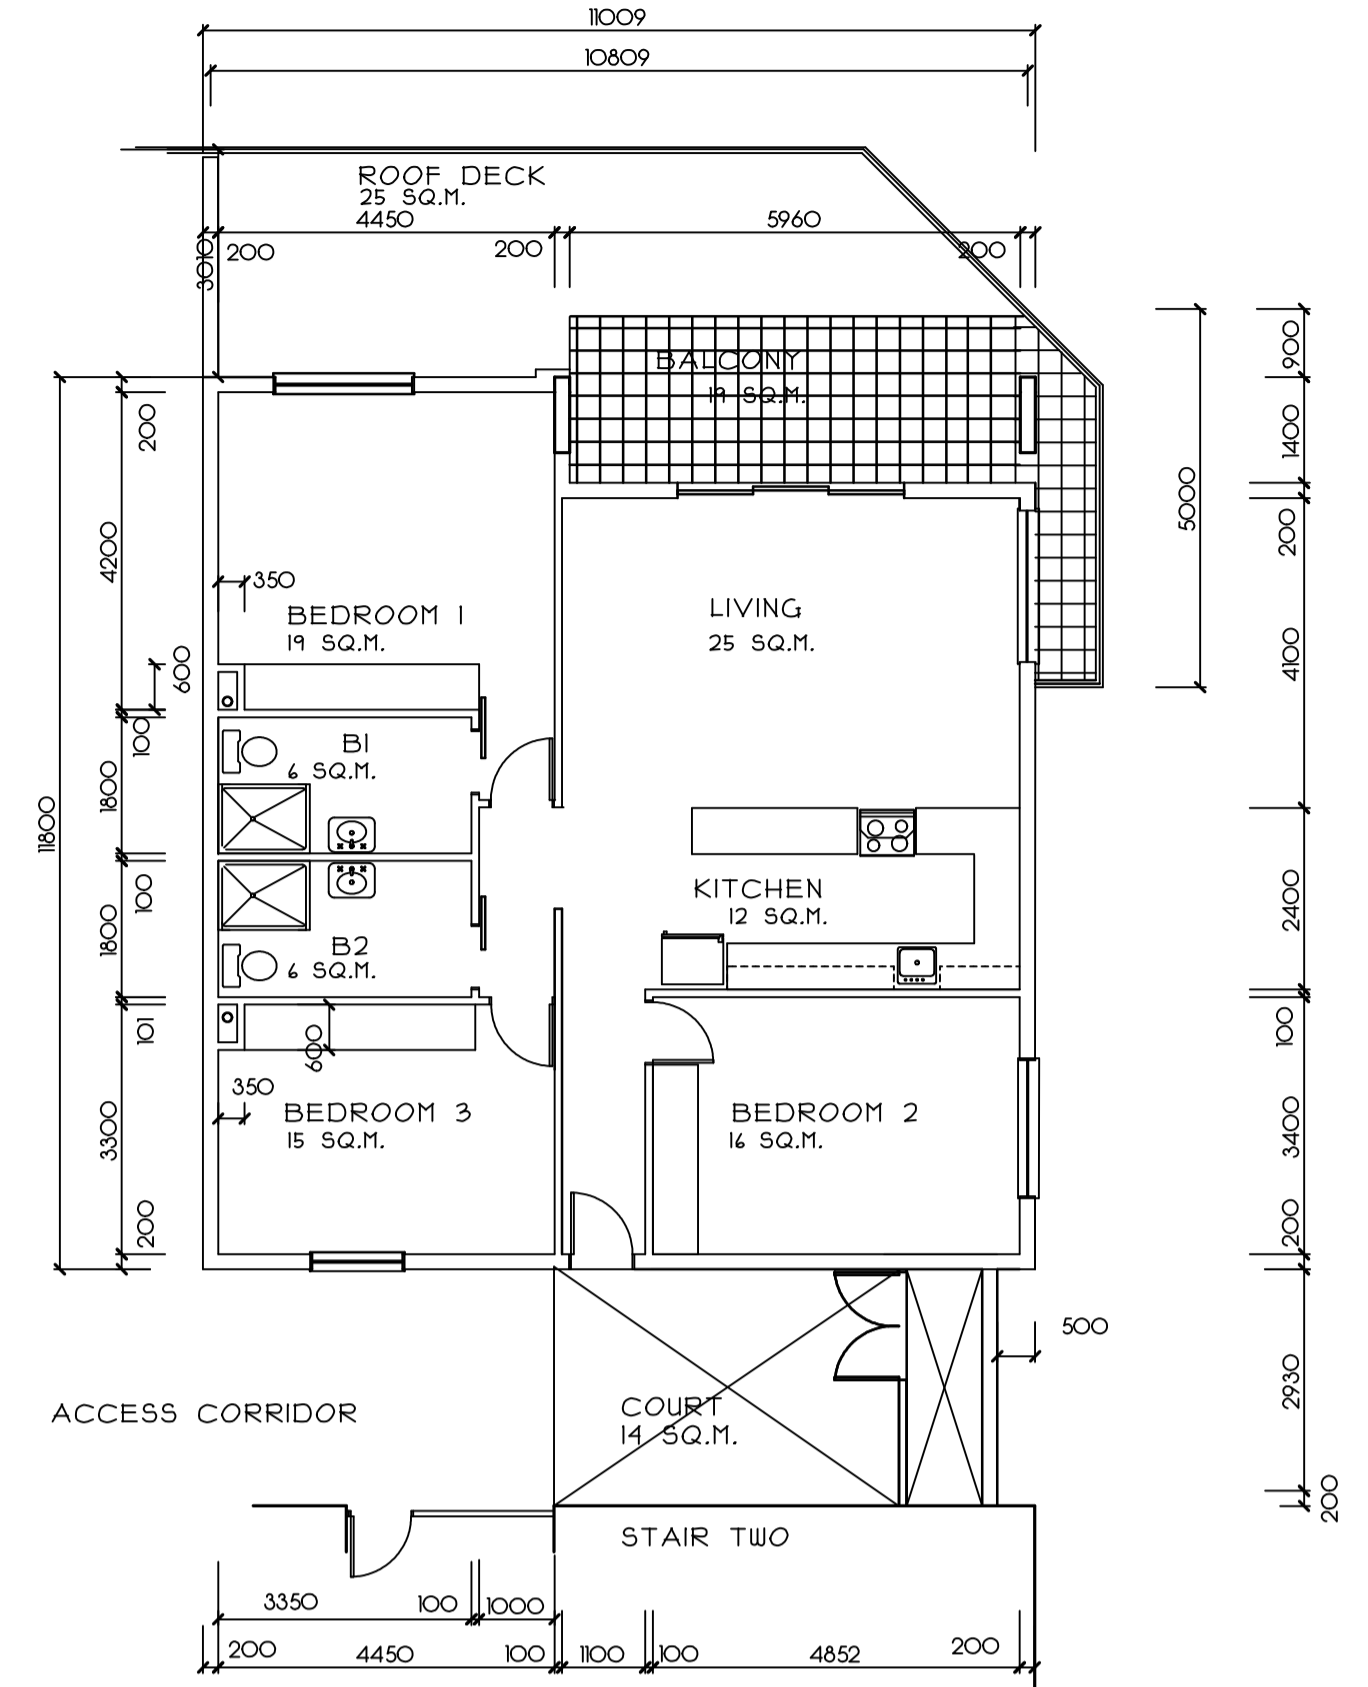 11009
10809
ROOF DECK
25 SQ.M.
4450
5960
3010
200
200
200
BALCONY
19 SQ.M.
900
1400
5000
200
200
4200
350
BEDROOM 1
19 SQ.M.
LIVING
25 SQ.M.
4100
600
100
B1
6 SQ.M.
1800
11800
KITCHEN
12 SQ.M.
2400
100
B2
6 SQ.M.
1800
101
600
100
350
BEDROOM 3
15 SQ.M.
BEDROOM 2
16 SQ.M.
3300
3400
200
200
500
2930
COURT
14 SQ.M.
ACCESS CORRIDOR
200
STAIR TWO
3350
100
1000
200
4450
100
1100
100
4852
200